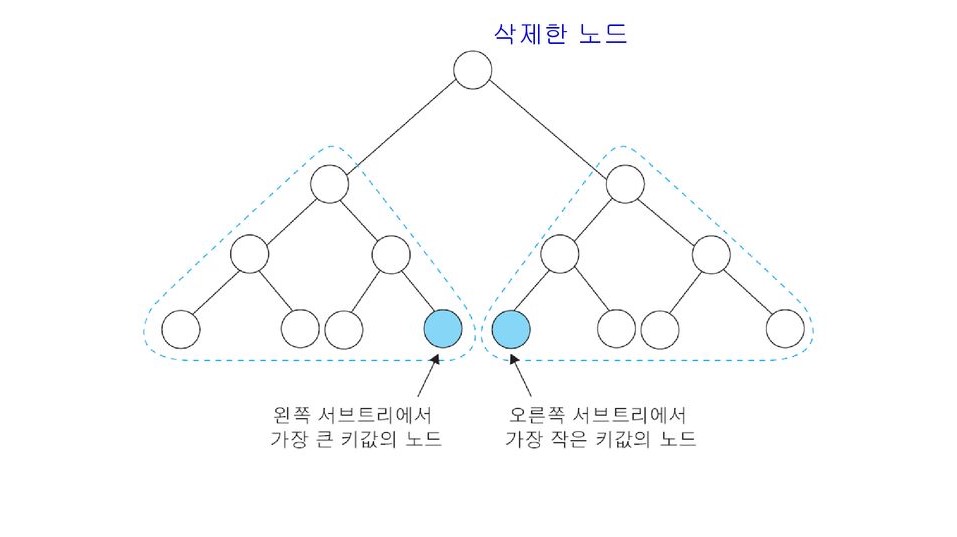 삭제한 노드
왼쪽 서브트리에서
가장 큰 키값의 노드
오른쪽 서브트리에서
가장 작은 키값의 노드